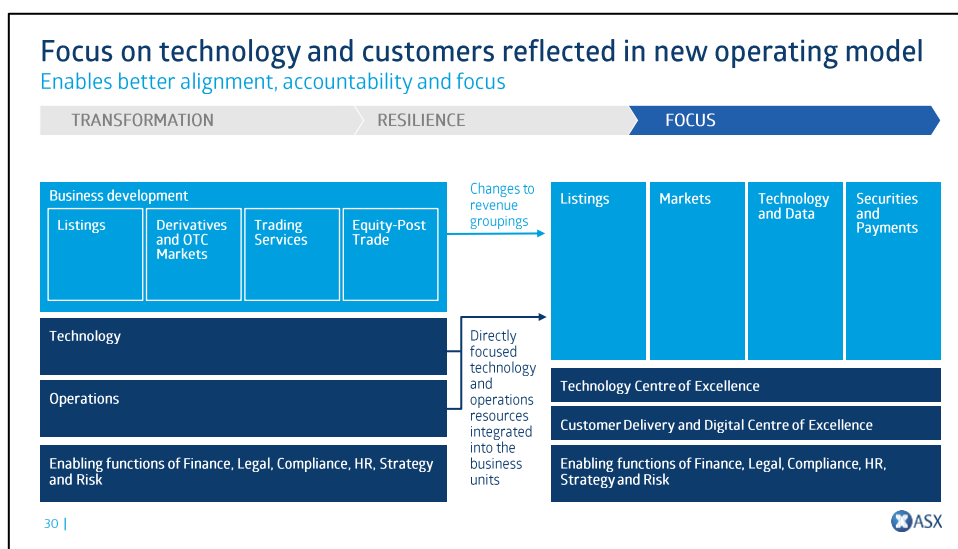 Focus on technology and customers reflected in new operating model
Enables better alignment, accountability and focus
TRANSFORMATION
RESILIENCE
FOCUS
Business development
Listings
Derivatives
and OTC
Markets
Trading
Services
Equity-Post
Trade
Technology
Operations
Enabling functions of Finance, Legal, Compliance, HR, Strategy
and Risk
Changes to
revenue
groupings
Directly
focused
technology
and
operations
resources
integrated
into the
business
units
Listings
Markets
Technology
and Data
Securities
and
Payments
Technology Centre of Excellence
Customer Delivery and Digital Centre of Excellence
Enabling functions of Finance, Legal, Compliance, HR,
Strategy and Risk
30 |
ASX